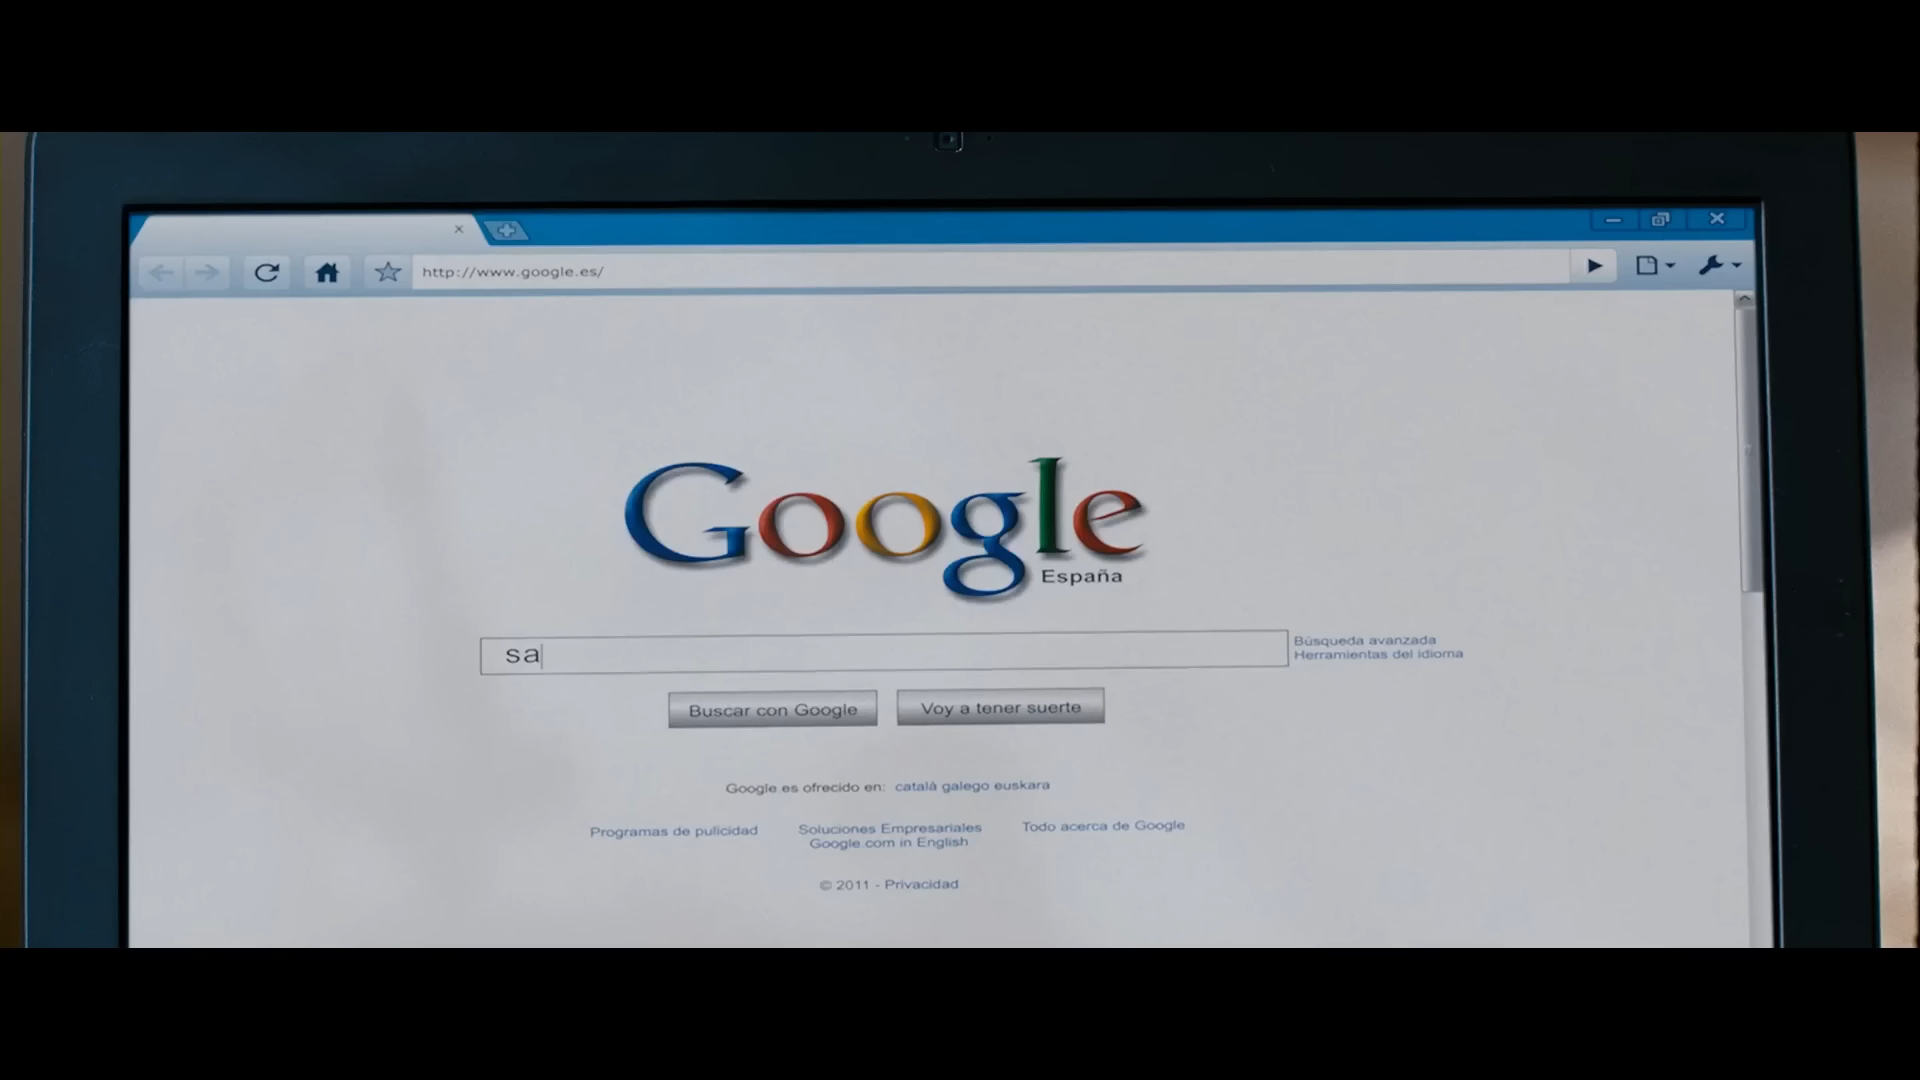 http://www.google.es/
Google
España
sa
Búsqueda avanzada
Herramientas del idioma
Buscar con Google
Voy a tener suerte
Google.es ofrecido en: català galego euskara
Programas de pulicidad
Soluciones Empresariales
Todo acerca de Google
Google.com in English
© 2011 - Privacidad